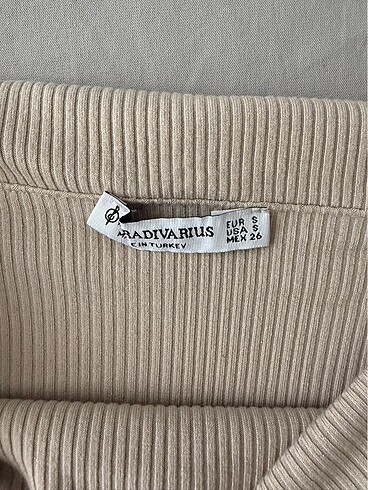 RADIVARIUS
E IN TURKEY
EUR S
USA S
MEX 26